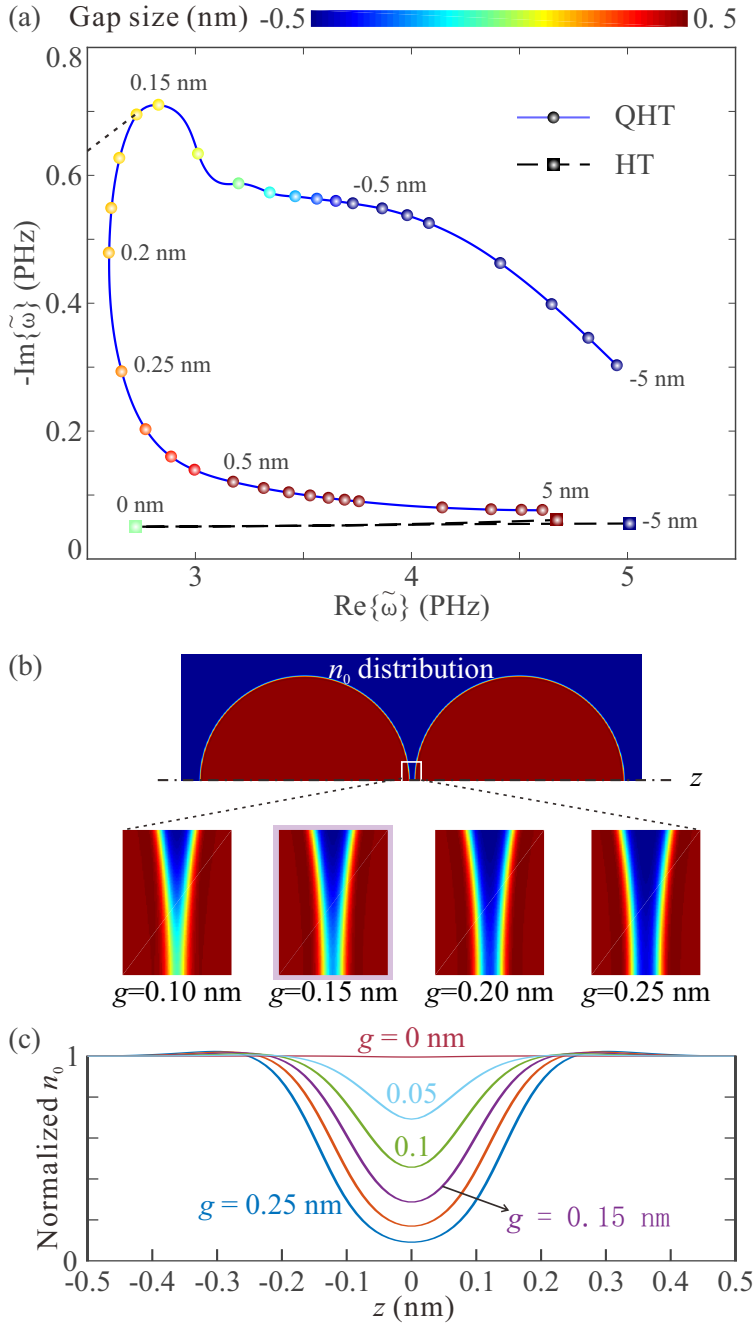 (a) Gap size (nm) -0.5 0. 5
0.8
0.15 nm
QHT
HT
0.6
-0.5 nm
0.2 nm
0.4
-Im{ω̃} (PHz)
0.25 nm
-5 nm
0.2
0.5 nm
5 nm
0 nm
-5 nm
0
3 4 5
Re{ω̃} (PHz)
(b)
n₀ distribution
z
g=0.10 nm g=0.15 nm g=0.20 nm g=0.25 nm
(c)
g = 0 nm
1
0.05
0.1
g = 0.25 nm
g = 0.15 nm
Normalized n₀
0
-0.5 -0.4 -0.3 -0.2 -0.1 0 0.1 0.2 0.3 0.4 0.5
z (nm)